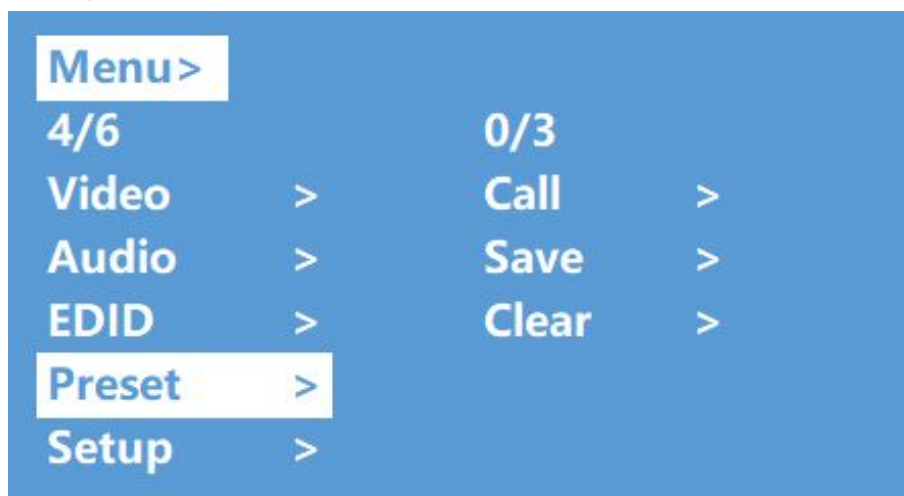 Menu>
4/6 0/3
Video > Call >
Audio > Save >
EDID > Clear >
Preset >
Setup >